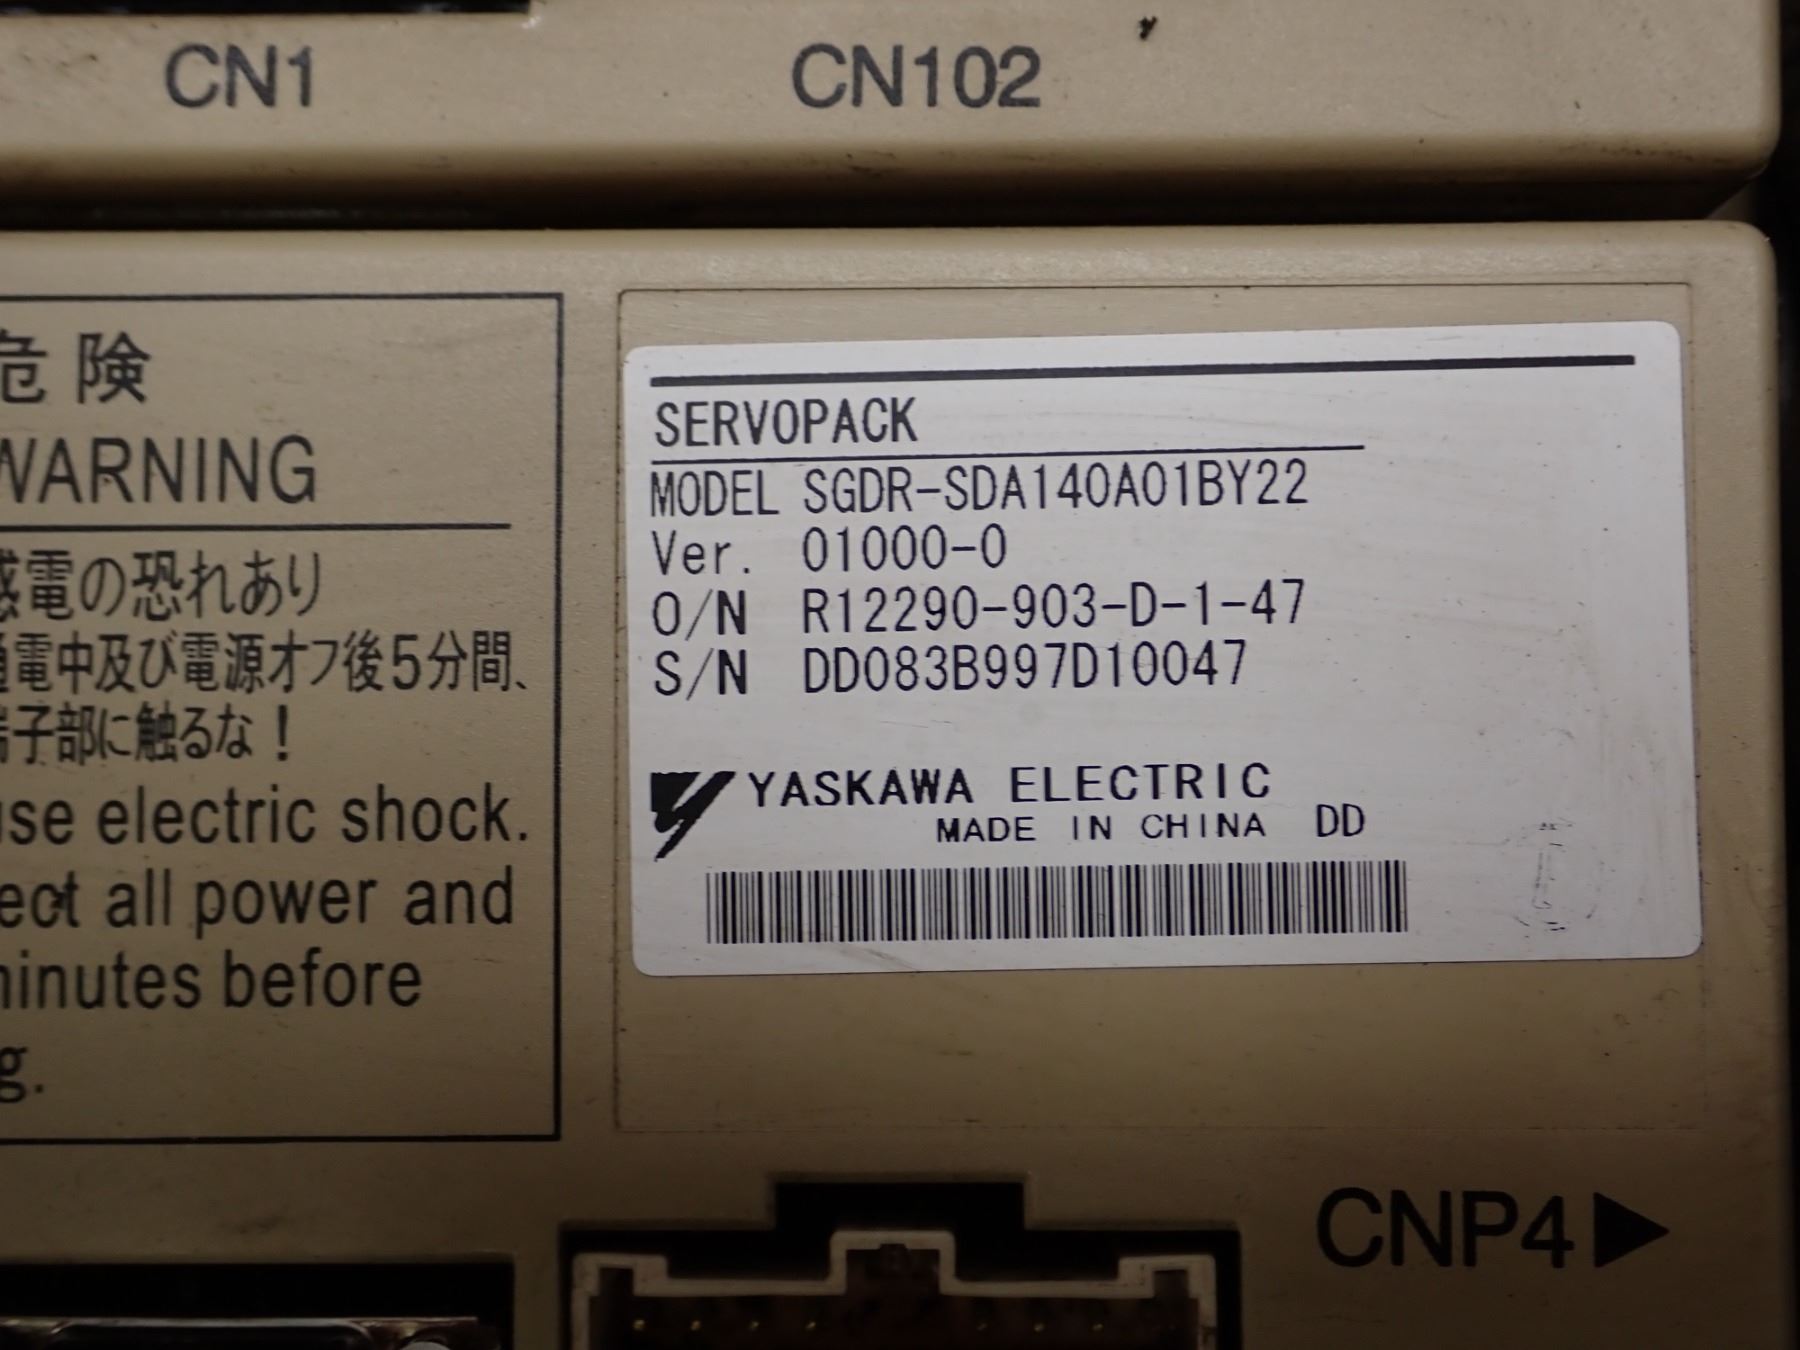 CN1
CN102
危険
WARNING
感電の恐れあり
通電中及び電源オフ後5分間、
端子部に触るな！
use electric shock.
ect all power and
minutes before
g.
SERVOPACK
MODEL SGDR-SDA140A01BY22
Ver. 01000-0
O/N R12290-903-D-1-47
S/N DD083B997D10047
YASKAWA ELECTRIC
MADE IN CHINA DD
CNP4▶